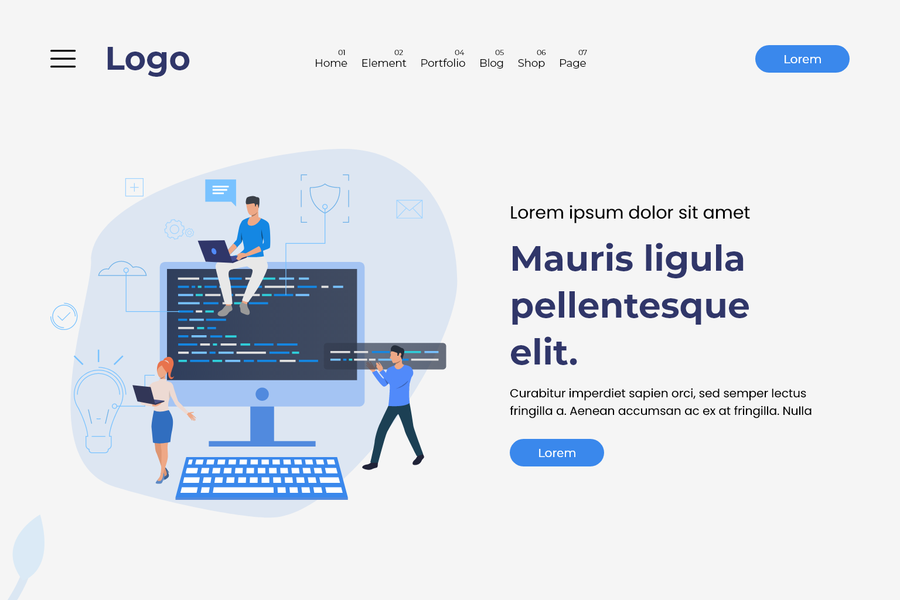 Logo
01 02 04 05 06 07
Home Element Portfolio Blog Shop Page
Lorem
Lorem ipsum dolor sit amet
Mauris ligula
pellentesque
elit.
Curabitur imperdiet sapien orci, sed semper lectus
fringilla a. Aenean accumsan ac ex at fringilla. Nulla
Lorem